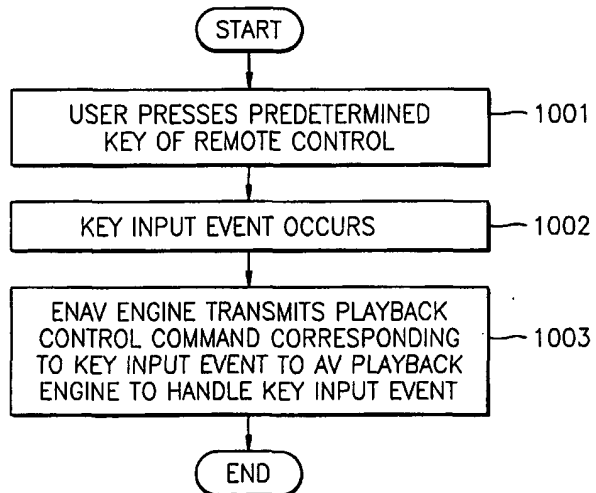 START
USER PRESSES PREDETERMINED
KEY OF REMOTE CONTROL
1001
KEY INPUT EVENT OCCURS
1002
ENAV ENGINE TRANSMITS PLAYBACK
CONTROL COMMAND CORRESPONDING
TO KEY INPUT EVENT TO AV PLAYBACK
ENGINE TO HANDLE KEY INPUT EVENT
1003
END